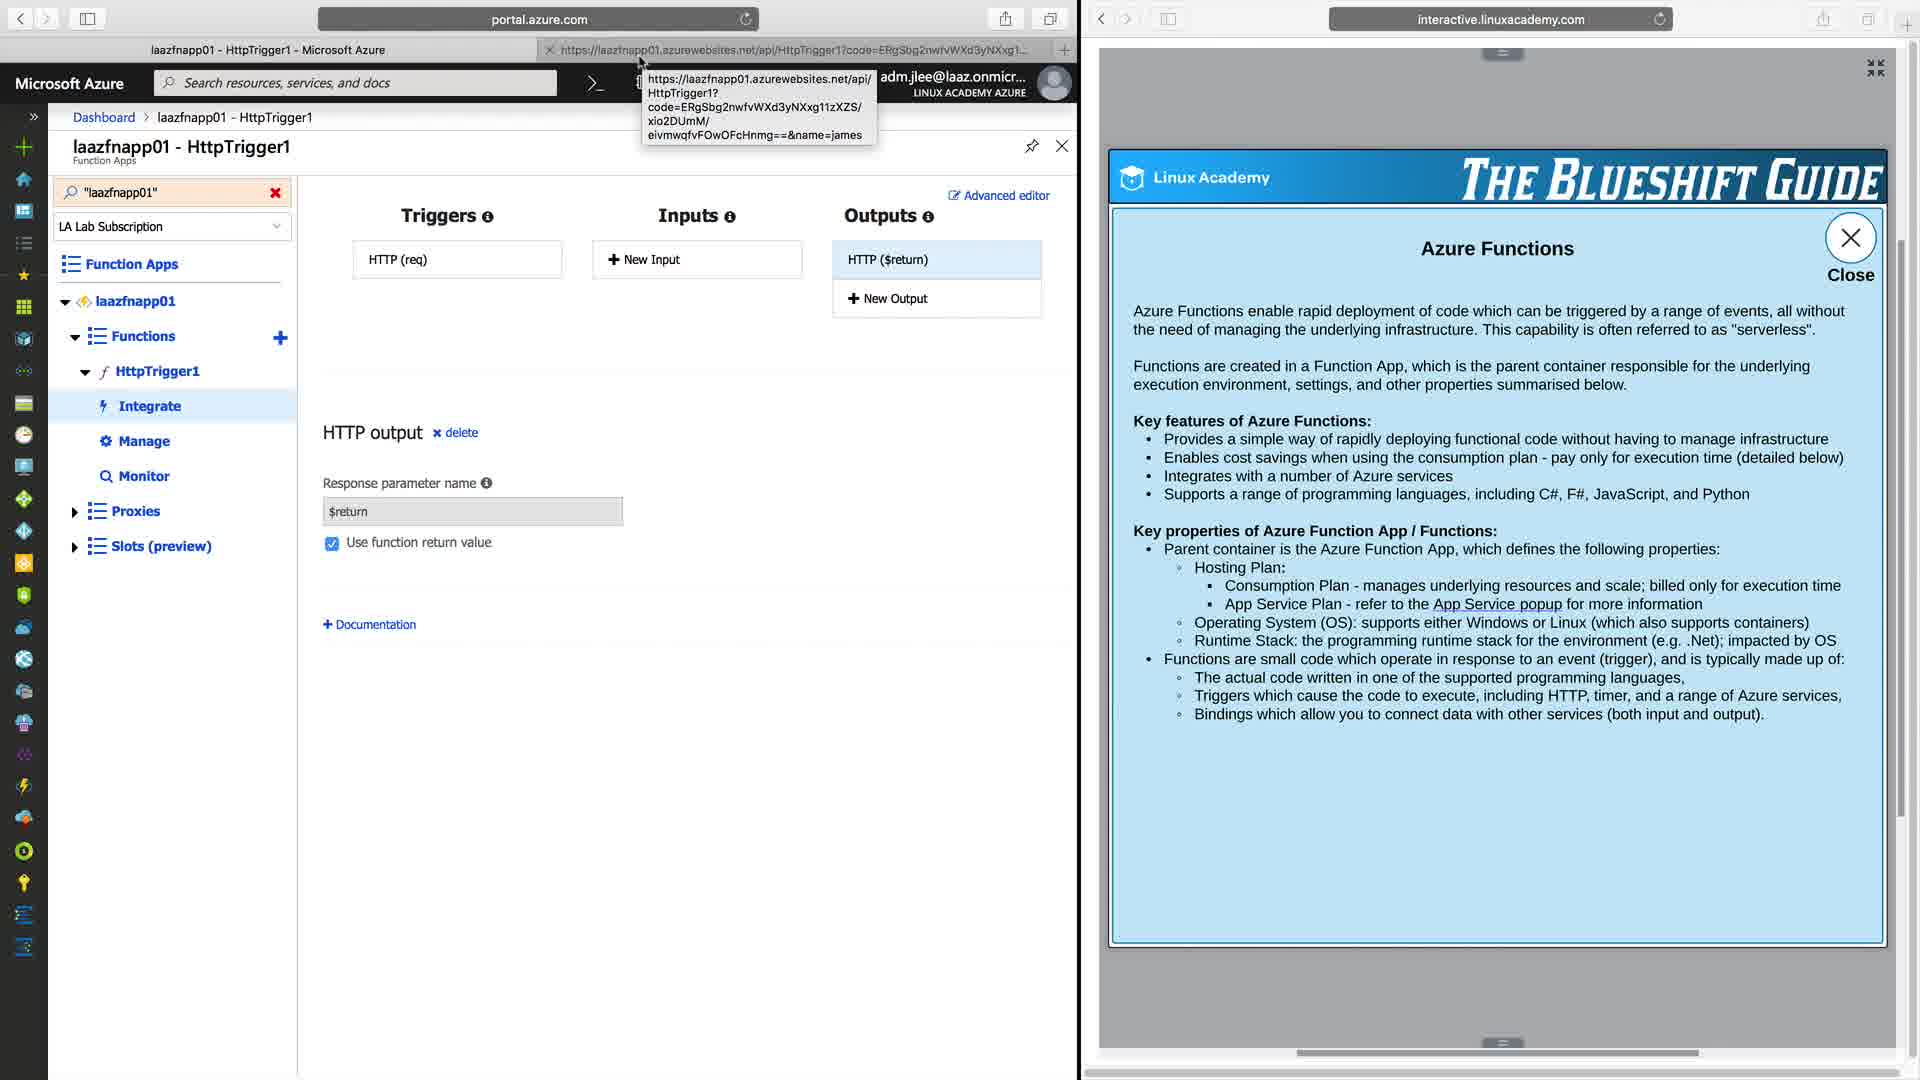 portal.azure.com
laazfnapp01 - HttpTrigger1 - Microsoft Azure
https://laazfnapp01.azurewebsites.net/api/HttpTrigger1?code=ERgSbg2nwfvWXd3yNXxg1...
Microsoft Azure
Search resources, services, and docs
https://laazfnapp01.azurewebsites.net/api/
HttpTrigger1?
code=ERgSbg2nwfvWXd3yNXxg11zXZS/
xio2DUmM/
eivmwqfvFOwOFcHnmg==&name=james
adm.jlee@laaz.onmicr...
LINUX ACADEMY AZURE
Dashboard > laazfnapp01 - HttpTrigger1
laazfnapp01 - HttpTrigger1
Function Apps
"laazfnapp01"
LA Lab Subscription
Function Apps
laazfnapp01
Functions
HttpTrigger1
Integrate
Manage
Monitor
Proxies
Slots (preview)
Advanced editor
Triggers
Inputs
Outputs
HTTP (req)
New Input
HTTP ($return)
New Output
HTTP output
delete
Response parameter name
$return
Use function return value
Documentation
interactive.linuxacademy.com
Linux Academy
THE BLUESHIFT GUIDE
Azure Functions
Close
Azure Functions enable rapid deployment of code which can be triggered by a range of events, all without
the need of managing the underlying infrastructure. This capability is often referred to as "serverless".
Functions are created in a Function App, which is the parent container responsible for the underlying
execution environment, settings, and other properties summarised below.
Key features of Azure Functions:
• Provides a simple way of rapidly deploying functional code without having to manage infrastructure
• Enables cost savings when using the consumption plan - pay only for execution time (detailed below)
• Integrates with a number of Azure services
• Supports a range of programming languages, including C#, F#, JavaScript, and Python
Key properties of Azure Function App / Functions:
• Parent container is the Azure Function App, which defines the following properties:
◦ Hosting Plan:
▪ Consumption Plan - manages underlying resources and scale; billed only for execution time
▪ App Service Plan - refer to the App Service popup for more information
◦ Operating System (OS): supports either Windows or Linux (which also supports containers)
◦ Runtime Stack: the programming runtime stack for the environment (e.g. .Net); impacted by OS
• Functions are small code which operate in response to an event (trigger), and is typically made up of:
◦ The actual code written in one of the supported programming languages,
◦ Triggers which cause the code to execute, including HTTP, timer, and a range of Azure services,
◦ Bindings which allow you to connect data with other services (both input and output).